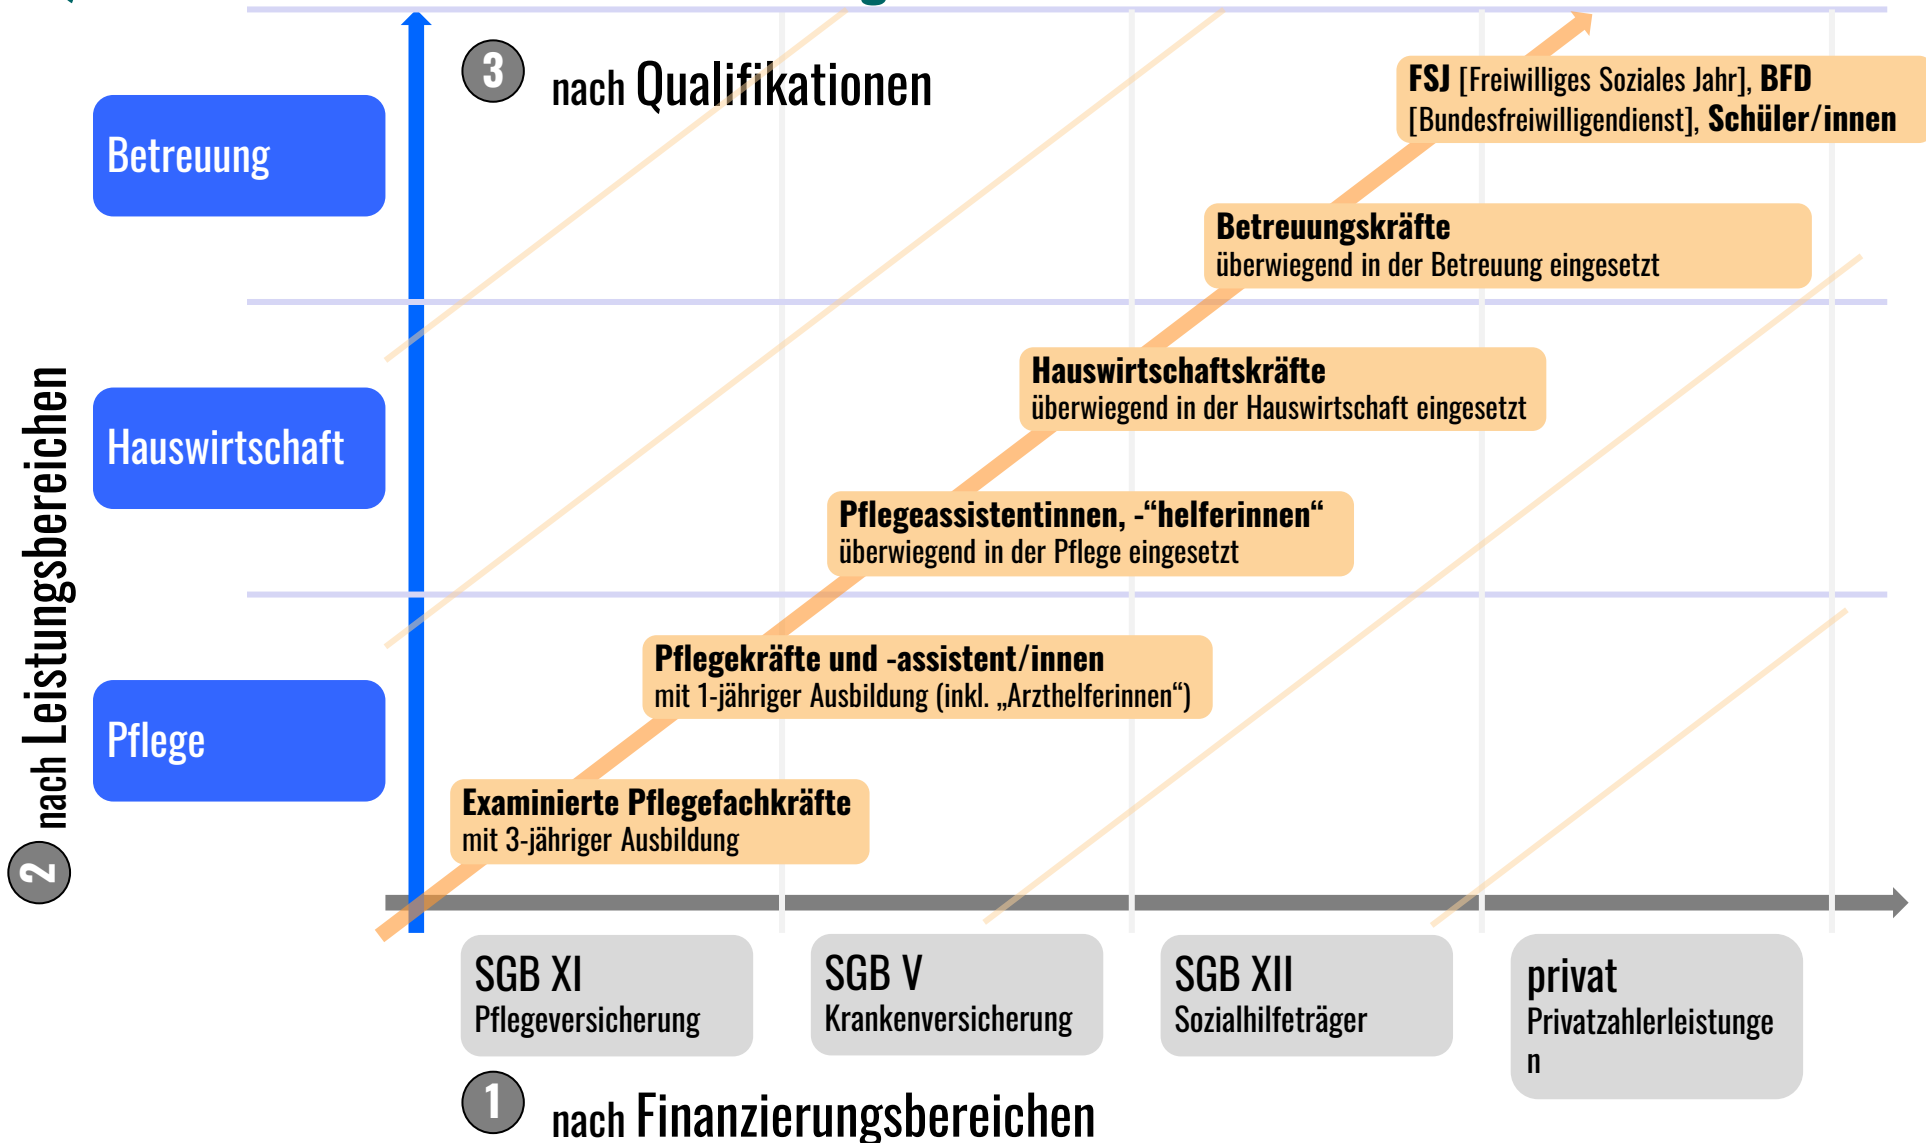 3 nach Qualifikationen
FSJ [Freiwilliges Soziales Jahr], BFD
[Bundesfreiwilligendienst], Schüler/innen
Betreuung
Betreuungskräfte
überwiegend in der Betreuung eingesetzt
Hauswirtschaftskräfte
überwiegend in der Hauswirtschaft eingesetzt
Hauswirtschaft
Pflegeassistentinnen, -“helferinnen“
überwiegend in der Pflege eingesetzt
2 nach Leistungsbereichen
Pflegekräfte und -assistent/innen
mit 1-jähriger Ausbildung (inkl. „Arzthelferinnen“)
Pflege
Examinierte Pflegefachkräfte
mit 3-jähriger Ausbildung
SGB XI
Pflegeversicherung
SGB V
Krankenversicherung
SGB XII
Sozialhilfeträger
privat
Privatzahlerleistunge
n
1 nach Finanzierungsbereichen